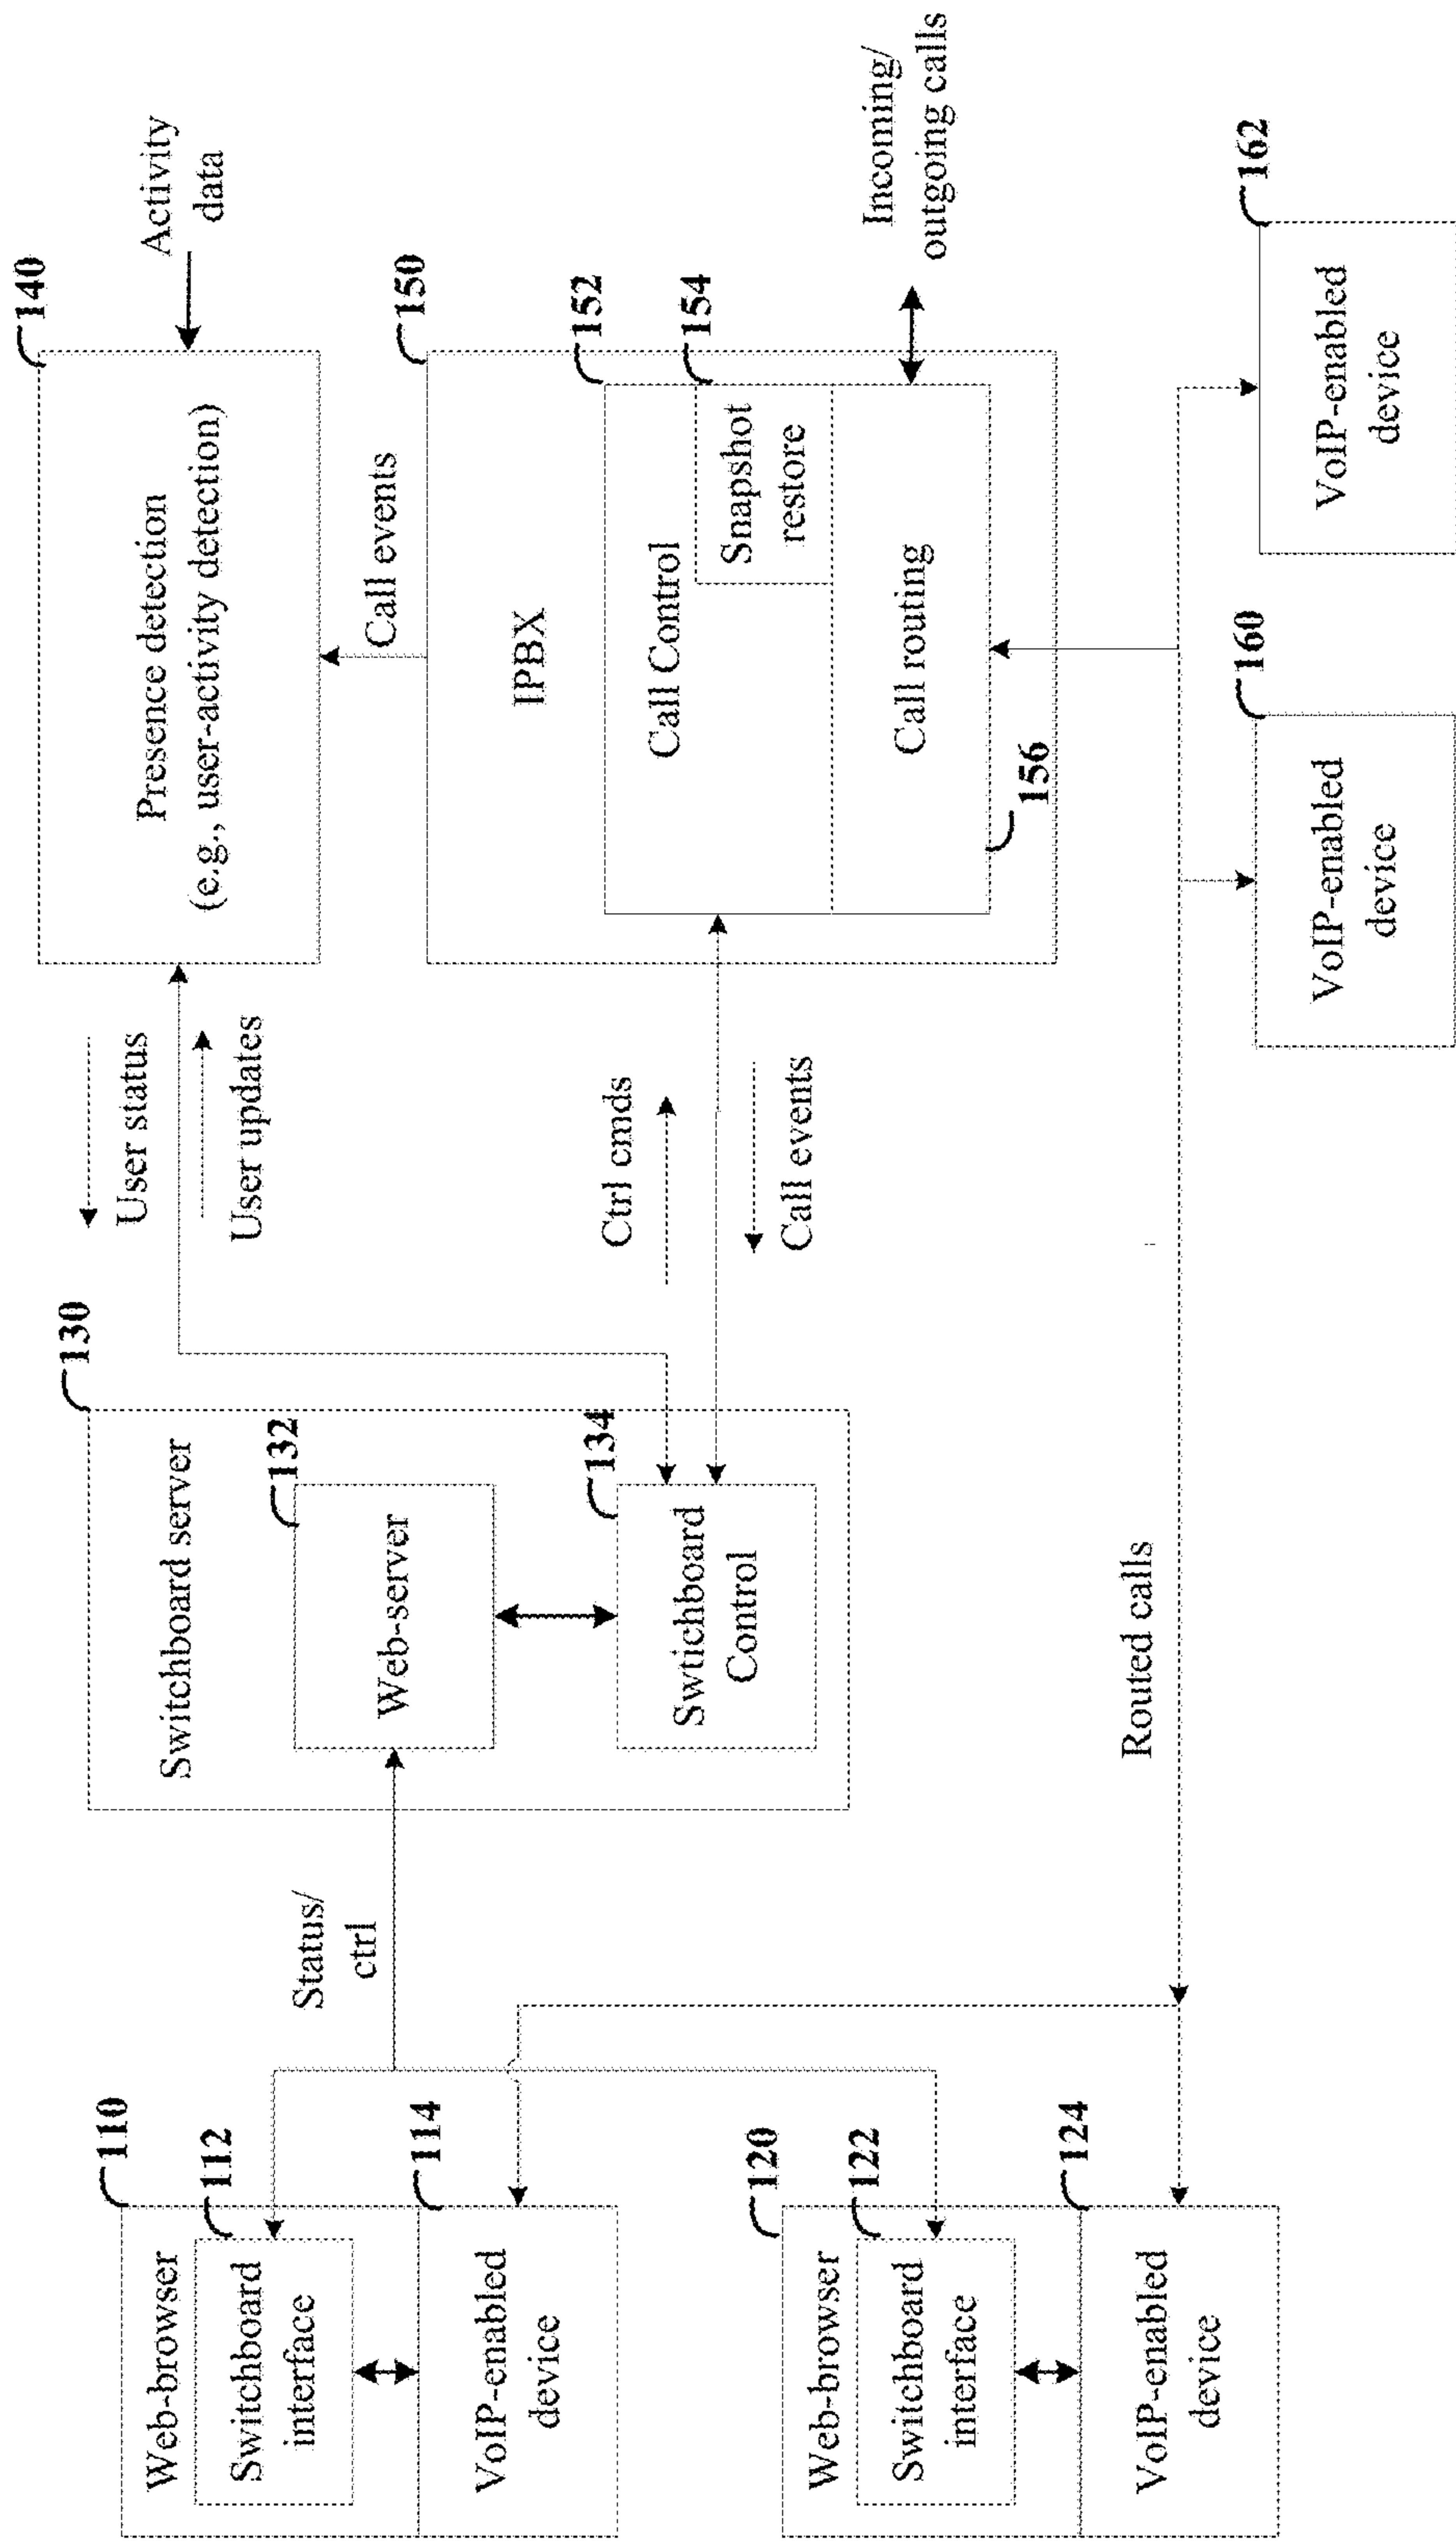 110
Web-browser
112
Switchboard
interface
114
VoIP-enabled
device
120
Web-browser
122
Switchboard
interface
124
VoIP-enabled
device
Status/
ctrl
130
Switchboard server
132
Web-server
134
Swtichboard
Control
User status
User updates
Ctrl cmds
Call events
Routed calls
140
Presence detection
(e.g., user-activity detection)
Activity
data
Call events
150
IPBX
152
Call Control
154
Snapshot
restore
Call routing
156
Incoming/
outgoing calls
160
VoIP-enabled
device
162
VoIP-enabled
device